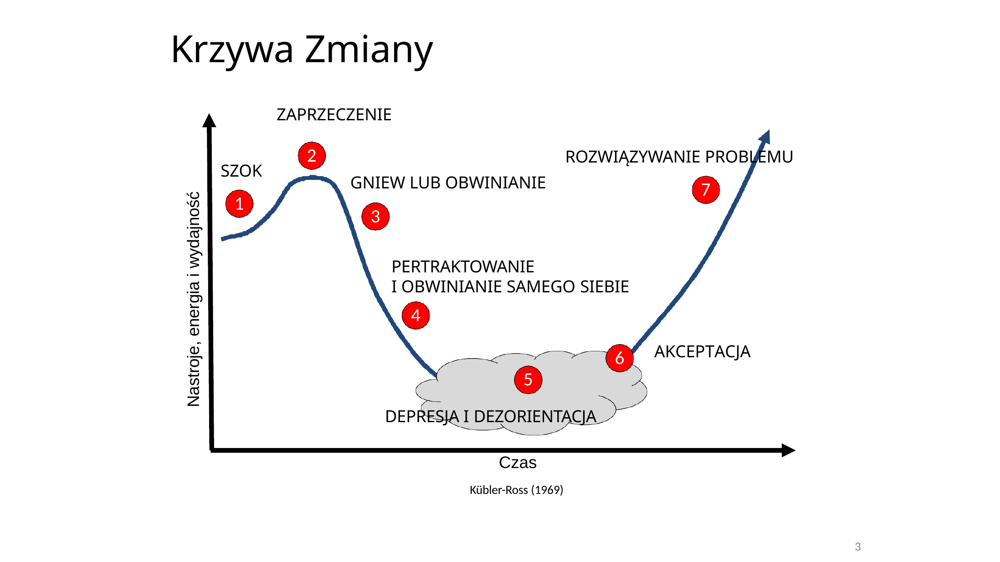 Krzywa Zmiany
ZAPRZECZENIE
2
ROZWIĄZYWANIE PROBLEMU
SZOK
GNIEW LUB OBWINIANIE
7
1
3
Nastroje, energia i wydajność
PERTRAKTOWANIE
I OBWINIANIE SAMEGO SIEBIE
4
6
AKCEPTACJA
5
DEPRESJA I DEZORIENTACJA
Czas
Kübler-Ross (1969)
3